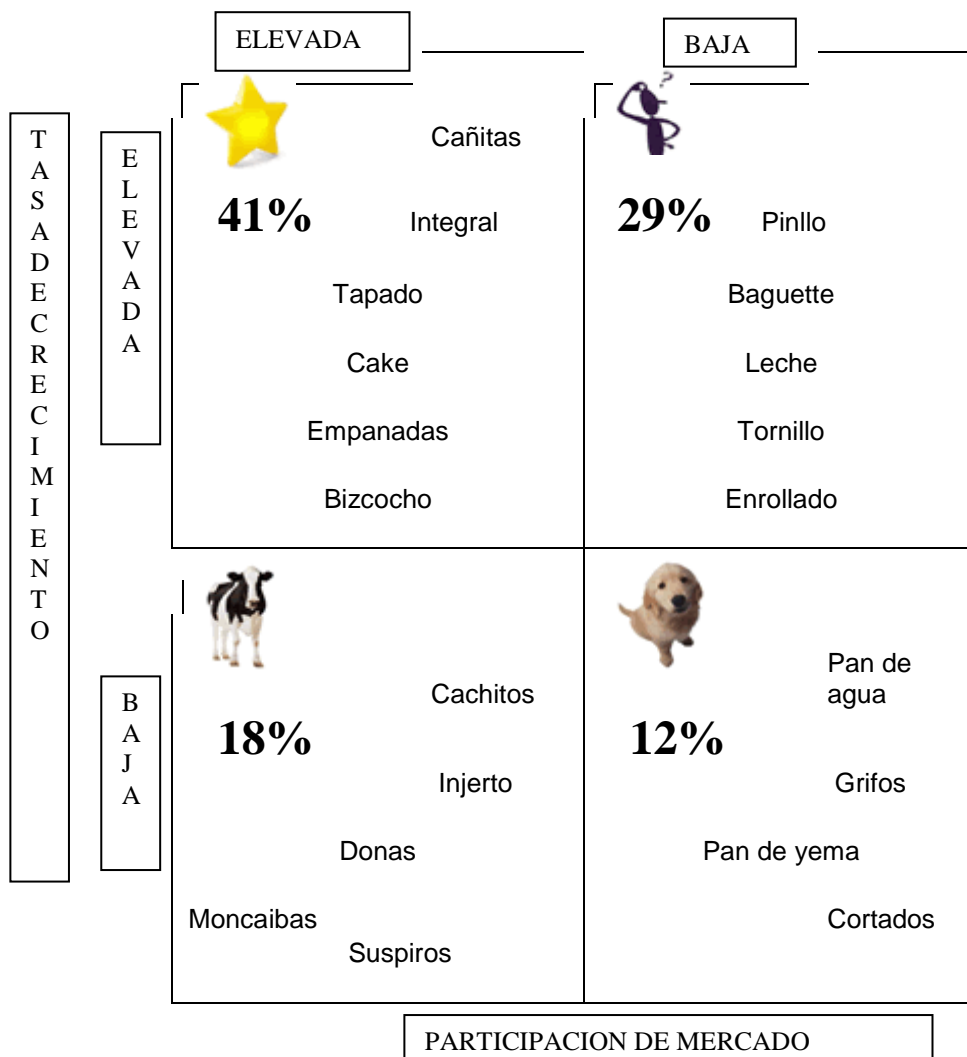 ELEVADA
BAJA
TASADECRECIMIENTO
ELEVADA
Cañitas
41%
Integral
Tapado
Cake
Empanadas
Bizcocho
?
29%
Pinllo
Baguette
Leche
Tornillo
Enrollado
BAJA
Cachitos
18%
Injerto
Donas
Moncaibas
Suspiros
Pan de
agua
12%
Grifos
Pan de yema
Cortados
PARTICIPACION DE MERCADO